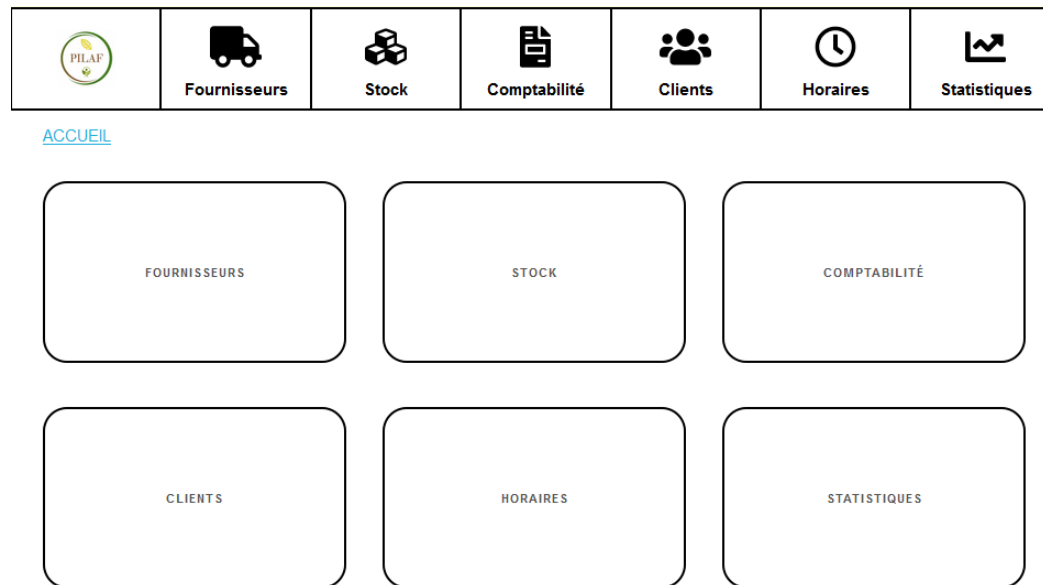 PILAF
Fournisseurs
Stock
Comptabilité
Clients
Horaires
Statistiques
ACCUEIL
FOURNISSEURS
STOCK
COMPTABILITÉ
CLIENTS
HORAIRES
STATISTIQUES